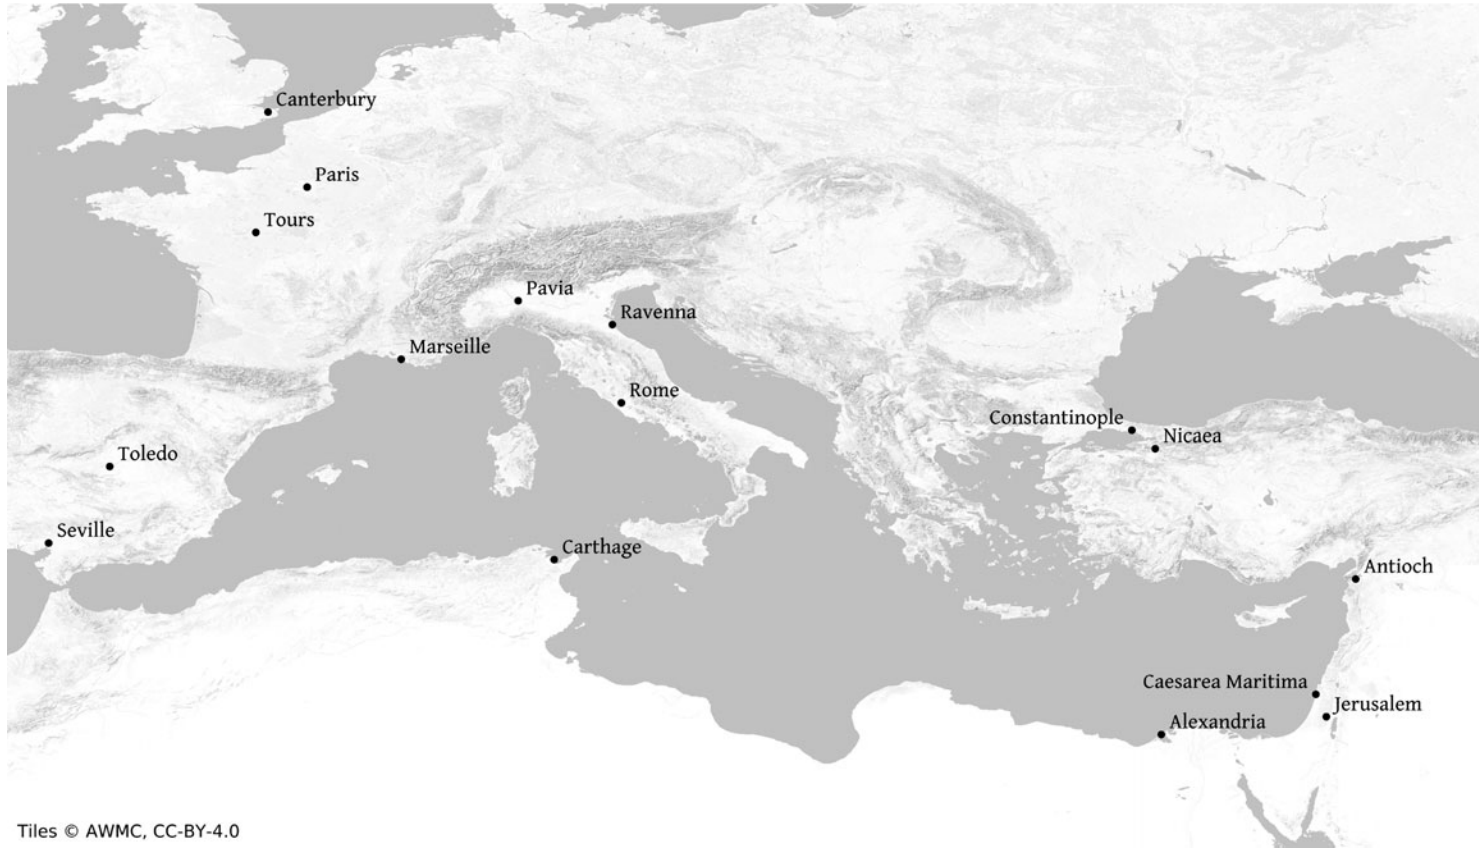 Canterbury
Paris
Tours
Pavia
Ravenna
Marseille
Rome
Constantinople
Nicaea
Toledo
Seville
Carthage
Antioch
Caesarea Maritima
Jerusalem
Alexandria
Tiles © AWMC, CC-BY-4.0